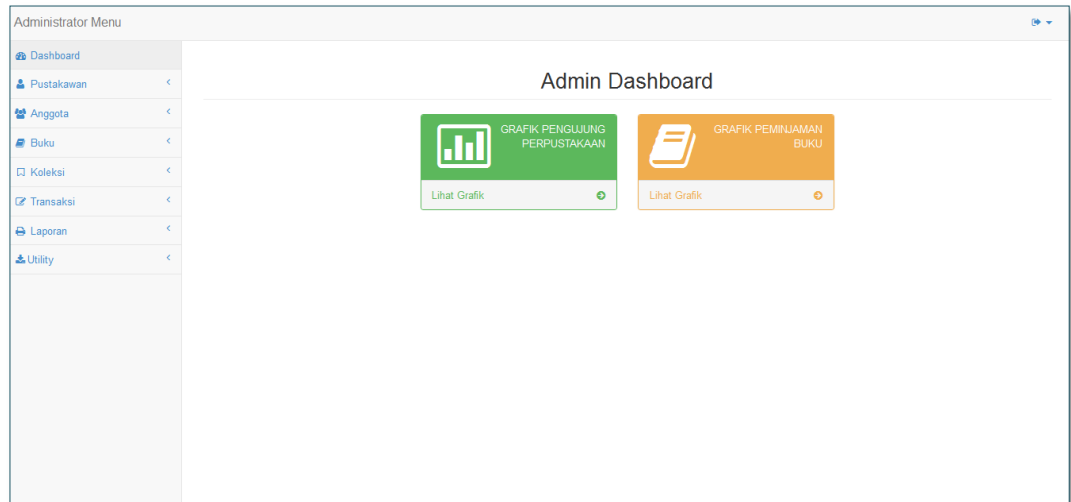 Administrator Menu
Dashboard
Pustakawan
Anggota
Buku
Koleksi
Transaksi
Laporan
Utility
Admin Dashboard
GRAFIK PENGUJUNG
PERPUSTAKAAN
Lihat Grafik
GRAFIK PEMINJAMAN
BUKU
Lihat Grafik